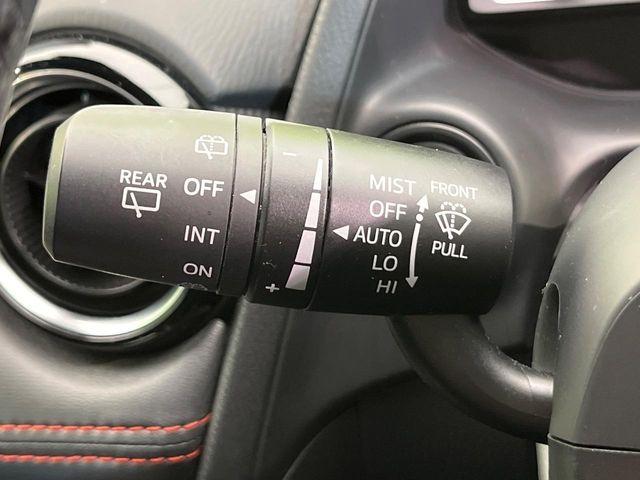 REAR
OFF
INT
ON
−
+
MIST
OFF
AUTO
LO
HI
FRONT
PULL